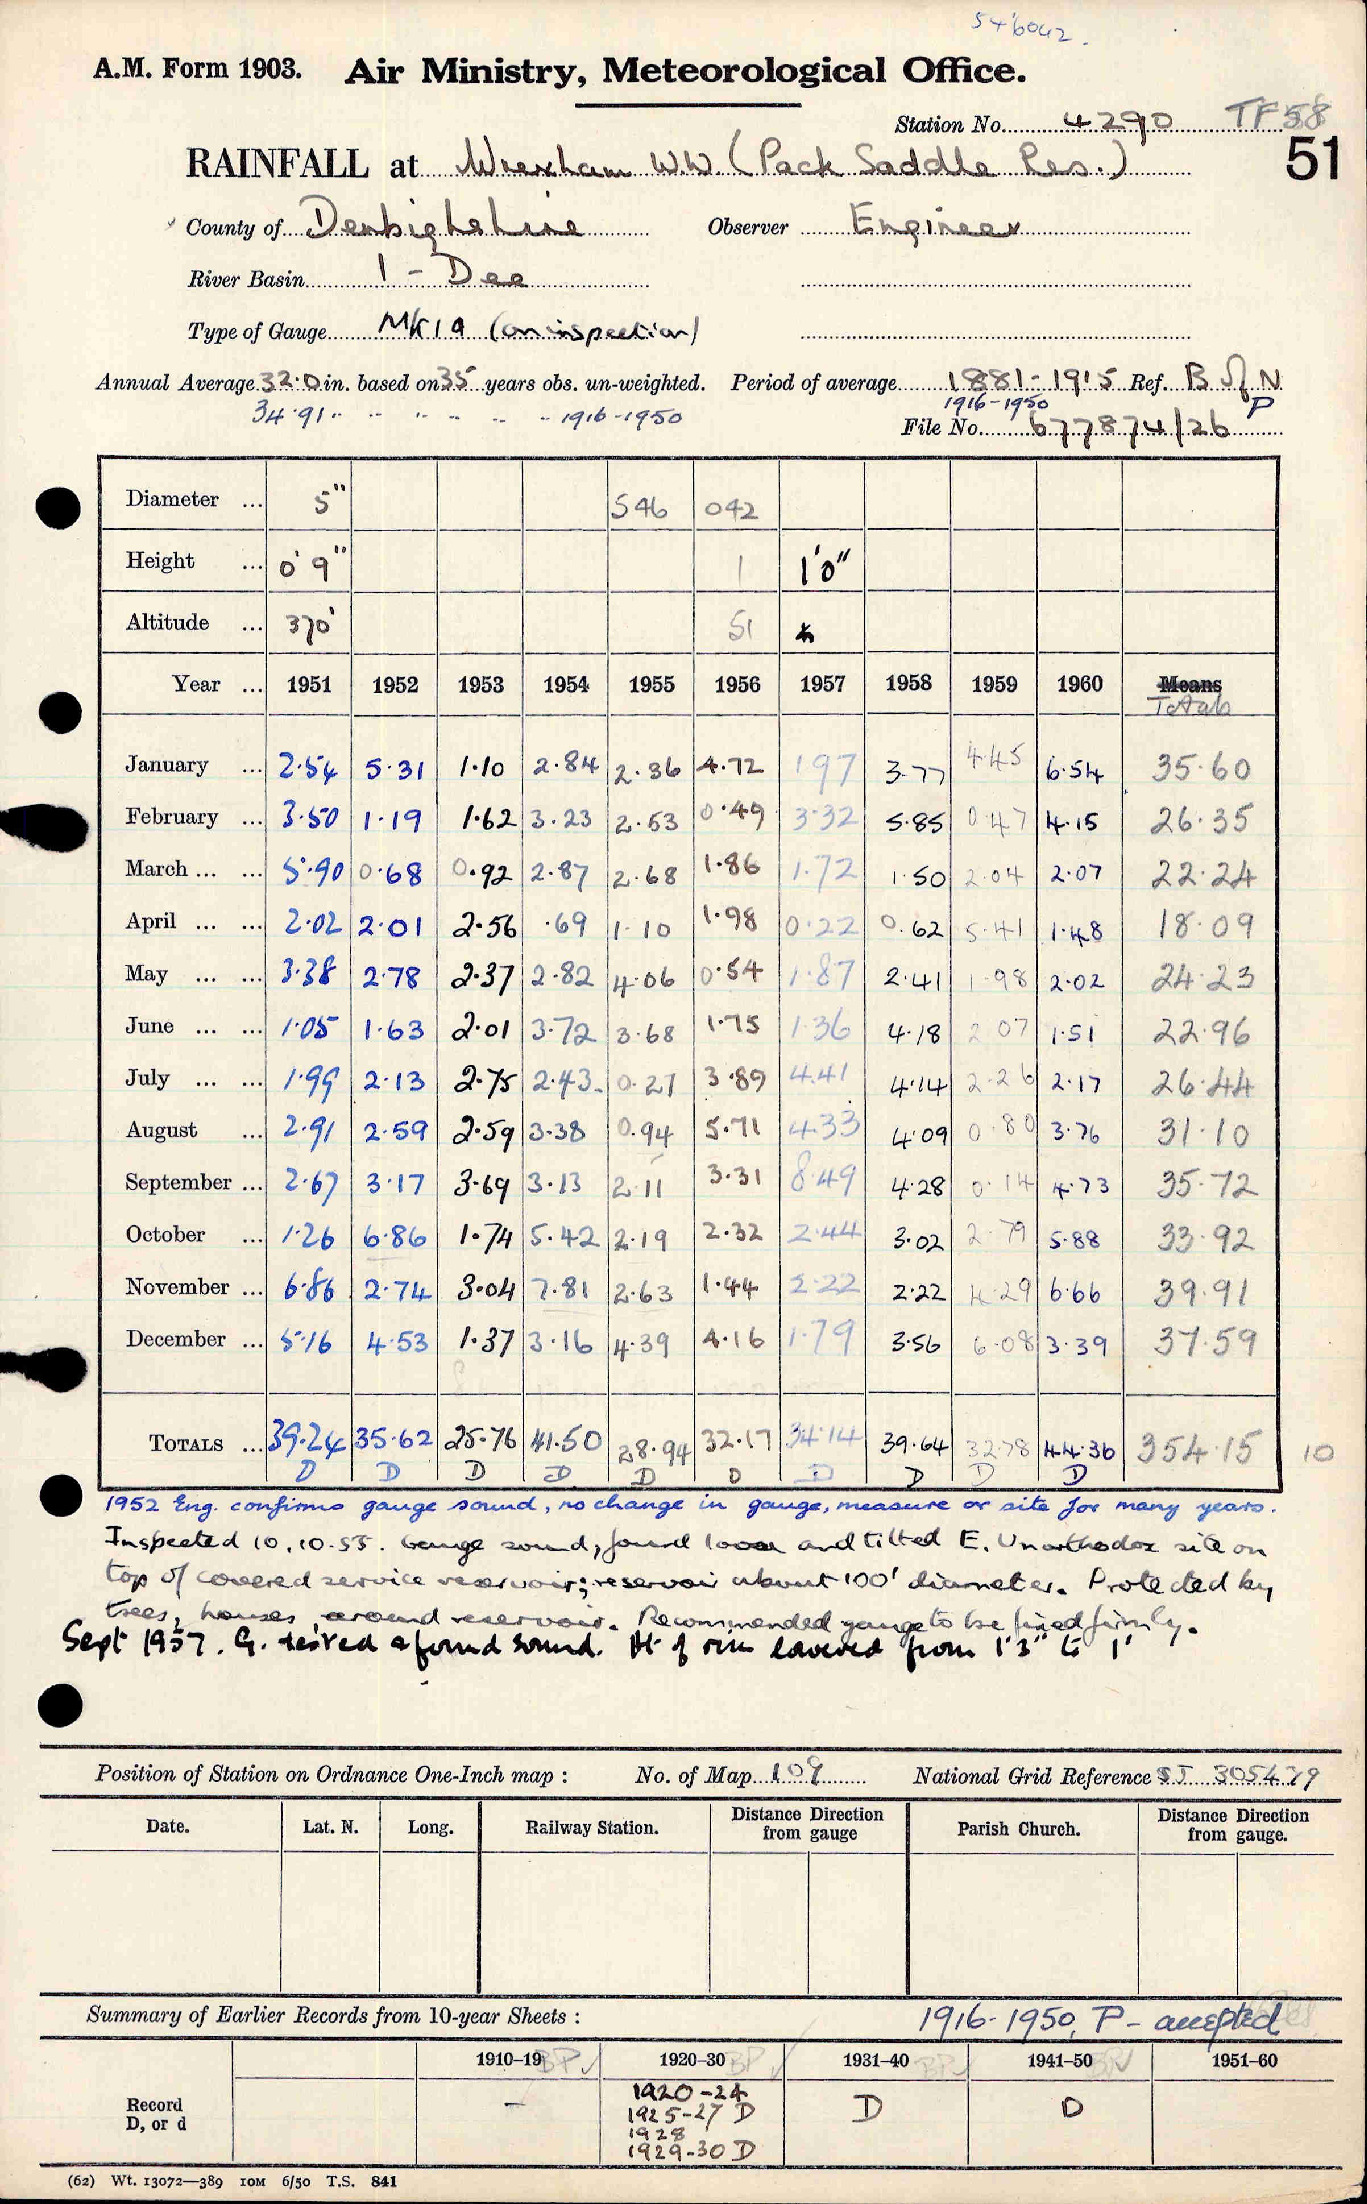 546042.
A.M. Form 1903. Air Ministry, Meteorological Office.
Station No. 4290 TF58
51
RAINFALL at Wrexham W.W. (Pack Saddle Res.)
County of Denbighshire Observer Engineer
River Basin 1 - Dee
Type of Gauge MK1A (on inspection)
Annual Average 32.0 in. based on 35 years obs. un-weighted. Period of average 1881-1915 Ref. B of N
34.91 " " " " " " 1916-1950 1916-1950 P
File No. 677874/26
Diameter ... 5" 546 042
Height ... 0'9" 1 1'0"
Altitude ... 370' 51
Year ... 1951 1952 1953 1954 1955 1956 1957 1958 1959 1960 Means
Totals
January ... 2.54 5.31 1.10 2.84 2.36 4.72 1.97 3.77 4.45 6.54 35.60
February ... 3.50 1.19 1.62 3.23 2.53 0.49 3.32 5.85 0.47 4.15 26.35
March ... ... 5.90 0.68 0.92 2.87 2.68 1.86 1.72 1.50 2.04 2.07 22.24
April ... ... 2.02 2.01 2.56 .69 1.10 1.98 0.22 0.62 5.41 1.48 18.09
May ... ... 3.38 2.78 2.37 2.82 4.06 0.54 1.87 2.41 1.98 2.02 24.23
June ... ... 1.05 1.63 2.01 3.72 3.68 1.75 1.36 4.18 2.07 1.51 22.96
July ... ... 1.99 2.13 2.75 2.43 0.27 3.89 4.41 4.14 2.26 2.17 26.44
August ... 2.91 2.59 2.59 3.38 0.94 5.71 4.33 4.09 0.80 3.76 31.10
September ... 2.67 3.17 3.69 3.13 2.11 3.31 8.49 4.28 0.14 4.73 35.72
October ... 1.26 6.86 1.74 5.42 2.19 2.32 2.44 3.02 2.79 5.88 33.92
November ... 6.86 2.74 3.04 7.81 2.63 1.44 2.22 2.22 4.29 6.66 39.91
December ... 5.16 4.53 1.37 3.16 4.39 4.16 1.79 3.56 6.08 3.39 37.59
TOTALS ... 39.24 35.62 25.76 41.50 28.94 32.17 34.14 39.64 32.78 44.36 354.15 10
D D D D D D D D D D
1952 Eng. confirms gauge sound, no change in gauge, measure or site for many years.
Inspected 10.10.55. Gauge sound, found loose and tilted E. Unorthodox site on
top of covered service reservoir; reservoir about 100' diameter. Protected by
trees, houses around reservoir. Recommended gauge to be fixed firmly.
Sept 1957. G. tested & found sound. Ht of rim lowered from 1'3" to 1'
Position of Station on Ordnance One-Inch map : No. of Map 109 National Grid Reference SJ 305479
Date. Lat. N. Long. Railway Station. Distance Direction from gauge Parish Church. Distance Direction from gauge.
Summary of Earlier Records from 10-year Sheets : 1916-1950, P - accepted
1910-19 BP ✓ 1920-30 BP ✓ 1931-40 BP ✓ 1941-50 BP ✓ 1951-60
Record
D, or d
- 1920-24 D D
1925-27 D
1928
1929-30 D
(62) Wt. 13072—389 10M 6/50 T.S. 841